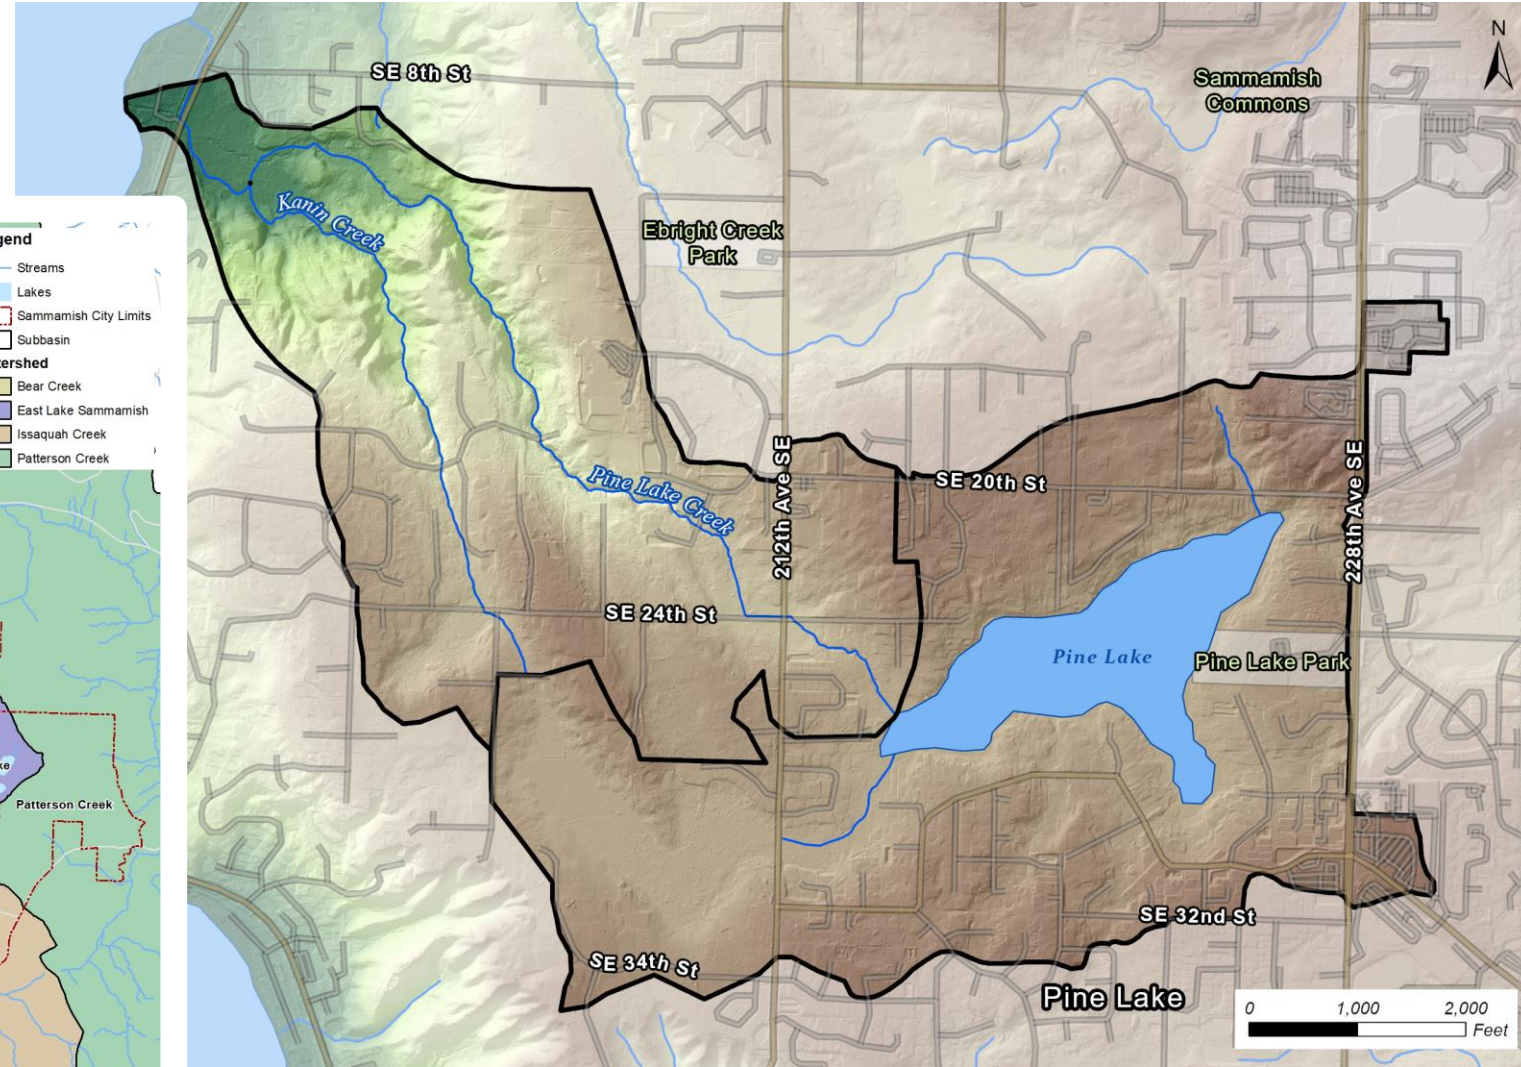 N
SE 8th St
Sammamish
Commons
Kanin Creek
Ebright Creek
Park
Streams
Lakes
Sammamish City Limits
Subbasin
Bear Creek
East Lake Sammamish
Issaquah Creek
Patterson Creek
212th Ave SE
SE 20th St
228th Ave SE
Pine Lake Creek
SE 24th St
Pine Lake
Pine Lake Park
Patterson Creek
SE 32nd St
SE 34th St
Pine Lake
0 1,000 2,000
Feet